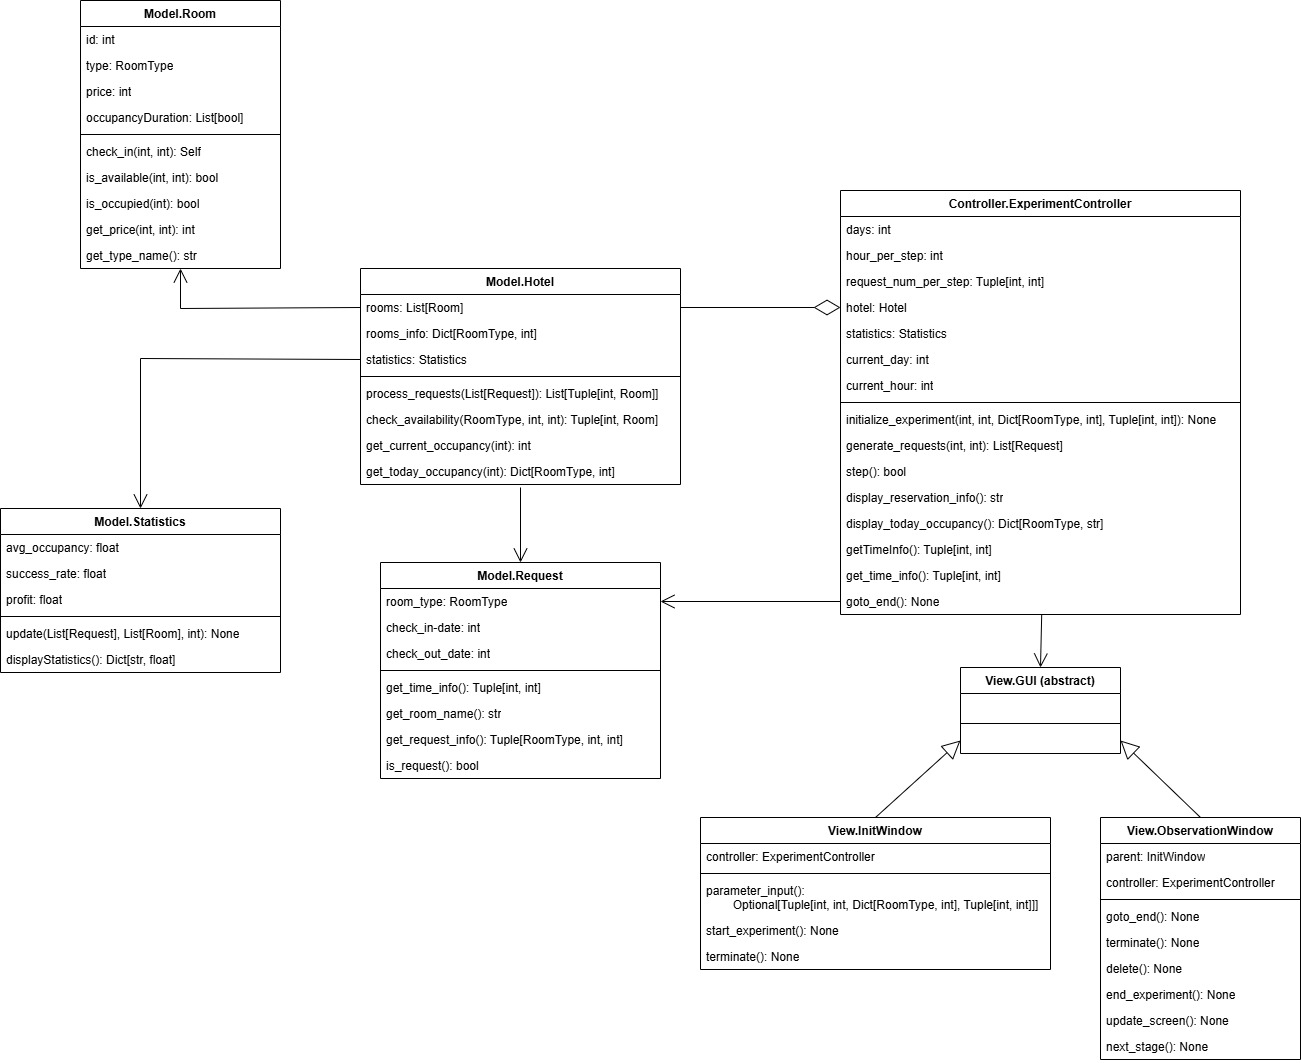 Model.Room
id: int
type: RoomType
price: int
occupancyDuration: List[bool]
check_in(int, int): Self
is_available(int, int): bool
is_occupied(int): bool
get_price(int, int): int
get_type_name(): str
Model.Hotel
rooms: List[Room]
rooms_info: Dict[RoomType, int]
statistics: Statistics
process_requests(List[Request]): List[Tuple[int, Room]]
check_availability(RoomType, int, int): Tuple[int, Room]
get_current_occupancy(int): int
get_today_occupancy(int): Dict[RoomType, int]
Controller.ExperimentController
days: int
hour_per_step: int
request_num_per_step: Tuple[int, int]
hotel: Hotel
statistics: Statistics
current_day: int
current_hour: int
initialize_experiment(int, int, Dict[RoomType, int], Tuple[int, int]): None
generate_requests(int, int): List[Request]
step(): bool
display_reservation_info(): str
display_today_occupancy(): Dict[RoomType, str]
getTimeInfo(): Tuple[int, int]
get_time_info(): Tuple[int, int]
goto_end(): None
Model.Statistics
avg_occupancy: float
success_rate: float
profit: float
update(List[Request], List[Room], int): None
displayStatistics(): Dict[str, float]
Model.Request
room_type: RoomType
check_in-date: int
check_out_date: int
get_time_info(): Tuple[int, int]
get_room_name(): str
get_request_info(): Tuple[RoomType, int, int]
is_request(): bool
View.GUI (abstract)
View.InitWindow
controller: ExperimentController
parameter_input():
Optional[Tuple[int, int, Dict[RoomType, int], Tuple[int, int]]]
start_experiment(): None
terminate(): None
View.ObservationWindow
parent: InitWindow
controller: ExperimentController
goto_end(): None
terminate(): None
delete(): None
end_experiment(): None
update_screen(): None
next_stage(): None